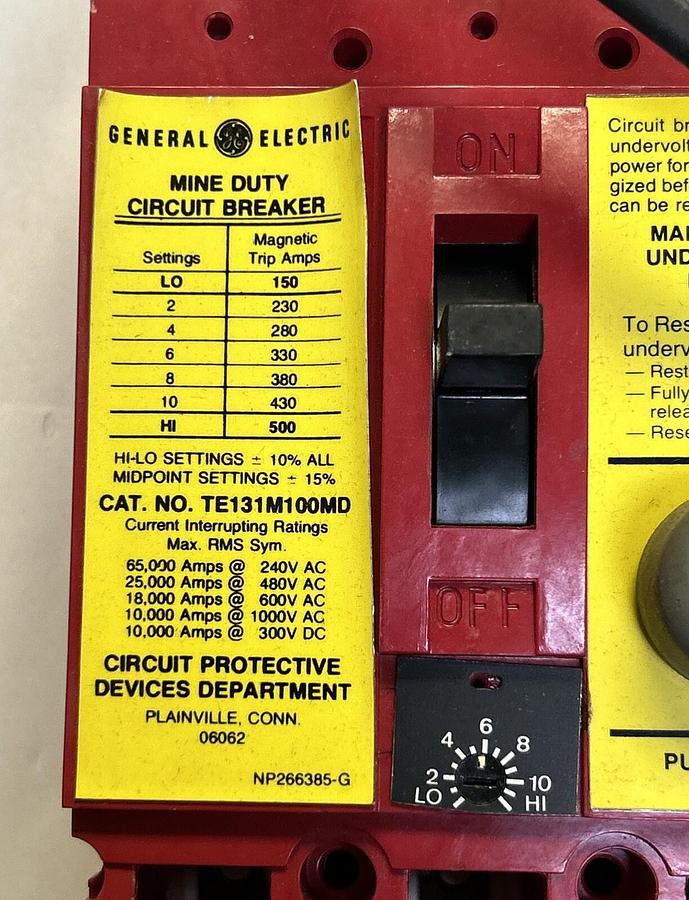 GENERAL GE ELECTRIC
MINE DUTY
CIRCUIT BREAKER
Settings Magnetic Trip Amps
LO 150
2 230
4 280
6 330
8 380
10 430
HI 500
HI-LO SETTINGS ± 10% ALL
MIDPOINT SETTINGS ± 15%
CAT. NO. TE131M100MD
Current Interrupting Ratings
Max. RMS Sym.
65,000 Amps @ 240V AC
25,000 Amps @ 480V AC
18,000 Amps @ 600V AC
10,000 Amps @ 1000V AC
10,000 Amps @ 300V DC
CIRCUIT PROTECTIVE
DEVICES DEPARTMENT
PLAINVILLE, CONN.
06062
NP266385-G
ON
OFF
6
4 8
2 10
LO HI
Circuit br
undervolt
power for
gized bef
can be re
MAI
UND
To Res
underv
— Rest
— Fully
relea
— Rese
PU